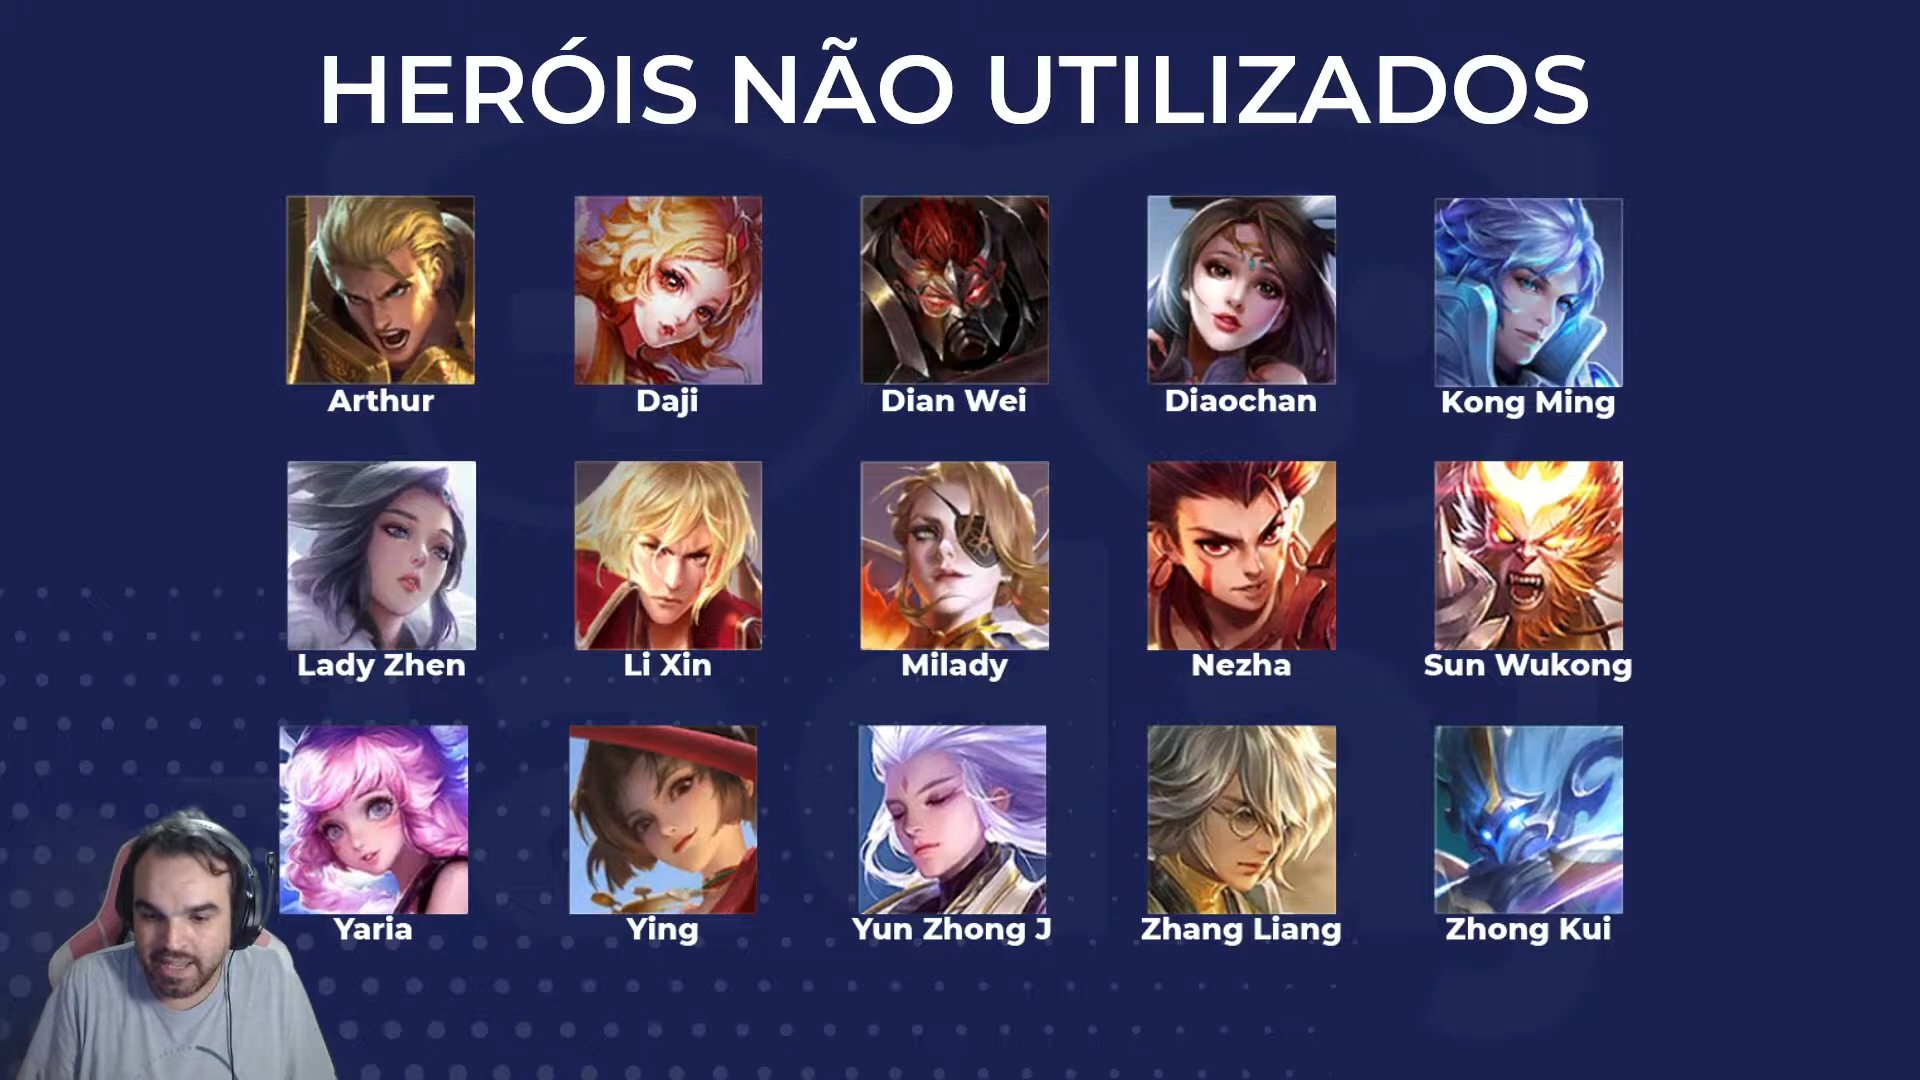 HERÓIS NÃO UTILIZADOS
Arthur
Daji
Dian Wei
Diaochan
Kong Ming
Lady Zhen
Li Xin
Milady
Nezha
Sun Wukong
Yaria
Ying
Yun Zhong J
Zhang Liang
Zhong Kui